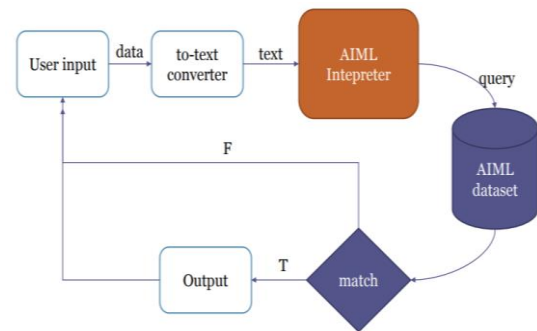 User input
data
to-text
converter
text
AIML
Intepreter
query
AIML
dataset
F
match
T
Output